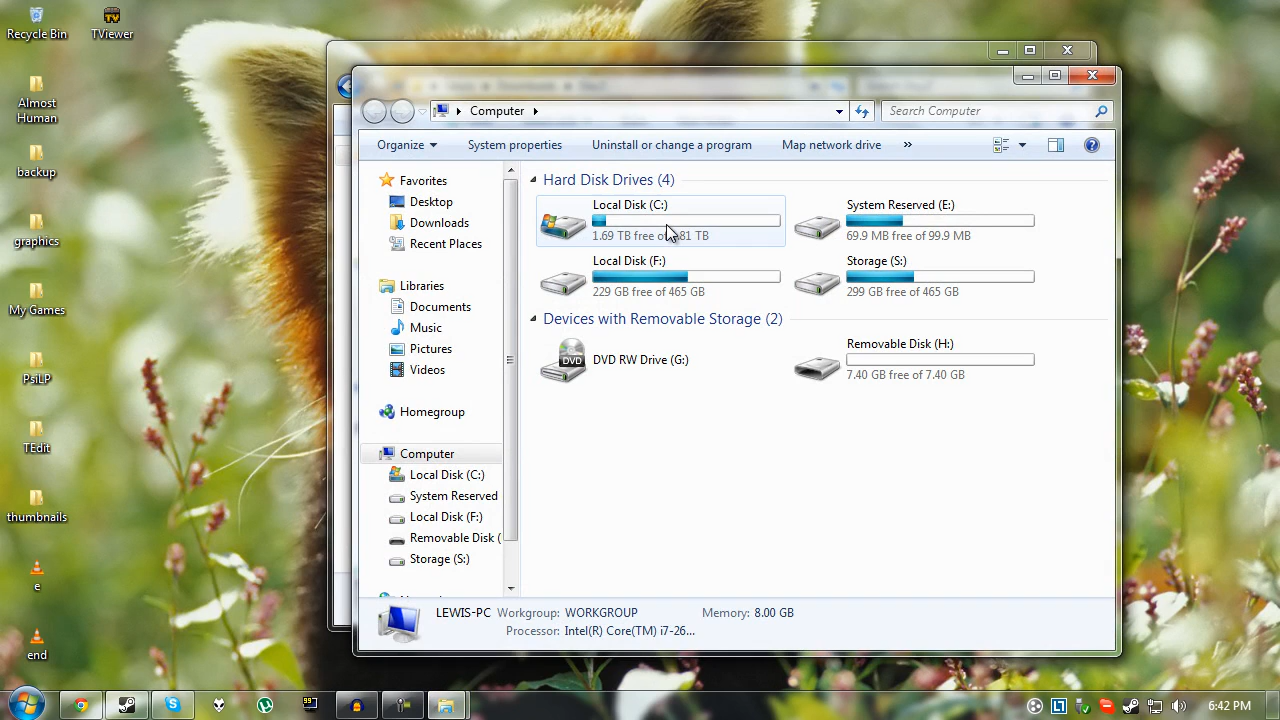 Recycle Bin
TViewer
Almost
Human
backup
graphics
My Games
PsiLP
TEdit
thumbnails
e
end
Computer
Search Computer
Organize
System properties
Uninstall or change a program
Map network drive
»
Favorites
Desktop
Downloads
Recent Places
Libraries
Documents
Music
Pictures
Videos
Homegroup
Computer
Local Disk (C:)
System Reserved
Local Disk (F:)
Removable Disk (
Storage (S:)
Hard Disk Drives (4)
Local Disk (C:)
1.69 TB free of 81 TB
System Reserved (E:)
69.9 MB free of 99.9 MB
Local Disk (F:)
229 GB free of 465 GB
Storage (S:)
299 GB free of 465 GB
Devices with Removable Storage (2)
DVD
DVD RW Drive (G:)
Removable Disk (H:)
7.40 GB free of 7.40 GB
LEWIS-PC
Workgroup: WORKGROUP
Memory: 8.00 GB
Processor: Intel(R) Core(TM) i7-26...
6:42 PM